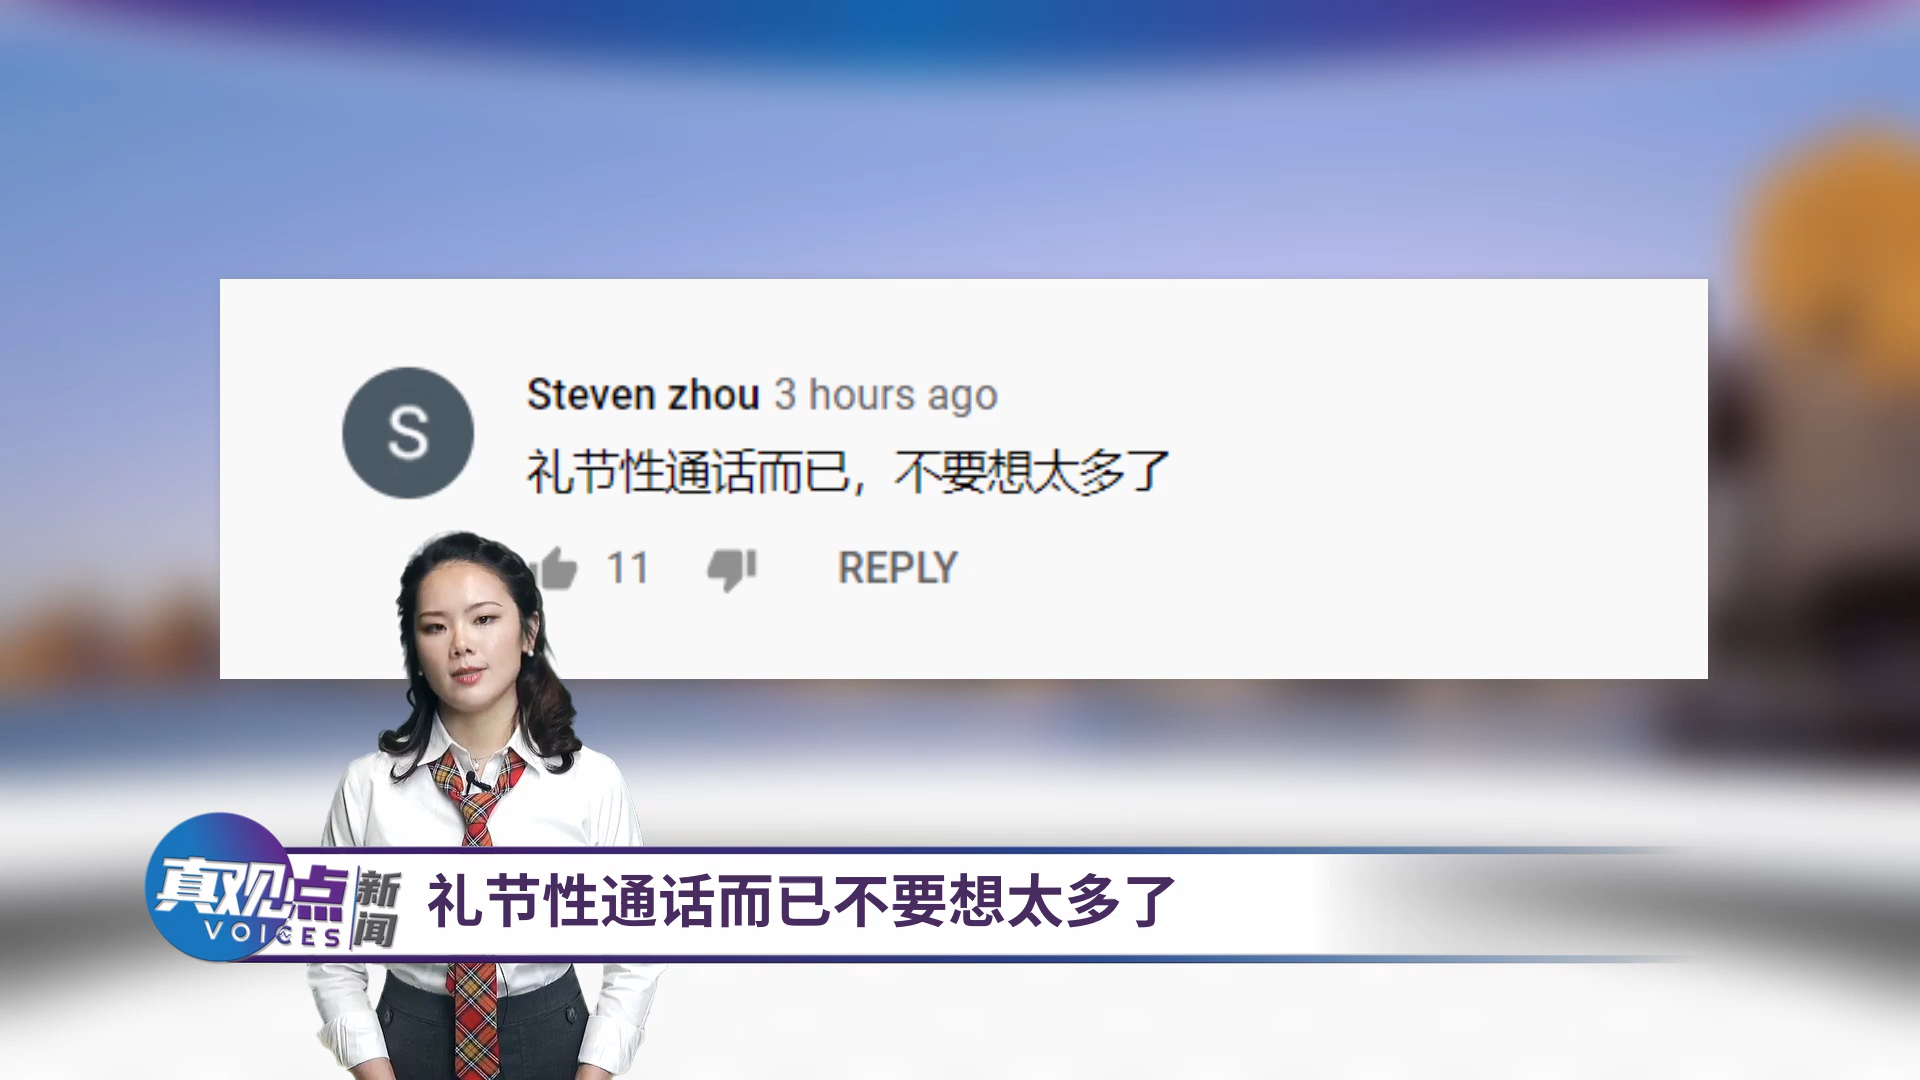 S
Steven zhou 3 hours ago
礼节性通话而已，不要想太多了
11 REPLY
真观点
VOICES
新闻
礼节性通话而已不要想太多了